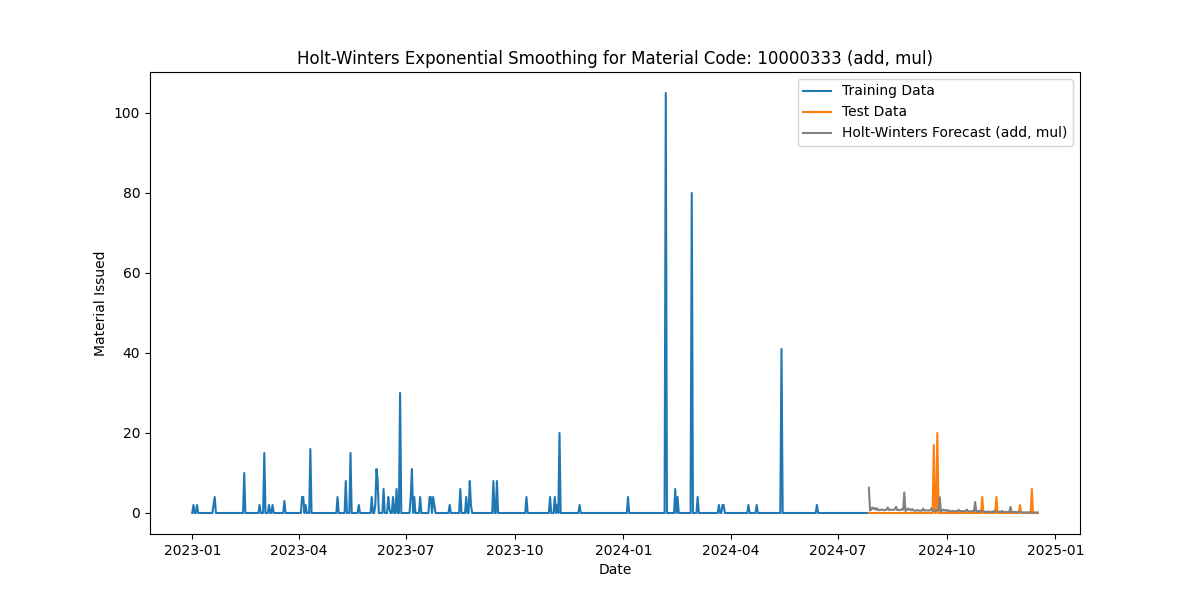 Holt-Winters Exponential Smoothing for Material Code: 10000333 (add, mul)
Training Data
Test Data
Holt-Winters Forecast (add, mul)
Material Issued
100
80
60
40
20
0
2023-01 2023-04 2023-07 2023-10 2024-01 2024-04 2024-07 2024-10 2025-01
Date